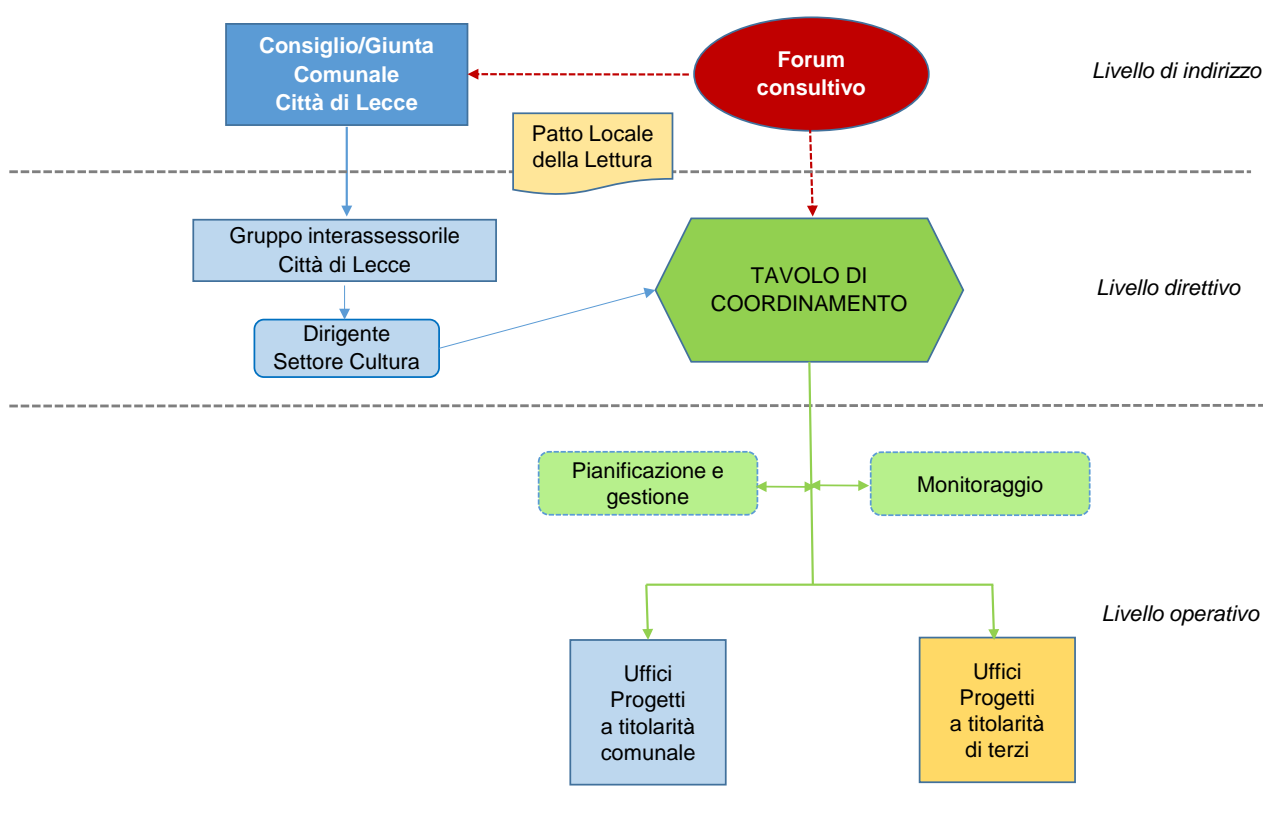 Consiglio/Giunta
Comunale
Città di Lecce
Forum
consultivo
Livello di indirizzo
Patto Locale
della Lettura
Gruppo interassessorile
Città di Lecce
TAVOLO DI
COORDINAMENTO
Livello direttivo
Dirigente
Settore Cultura
Pianificazione e
gestione
Monitoraggio
Livello operativo
Uffici
Progetti
a titolarità
comunale
Uffici
Progetti
a titolarità
di terzi